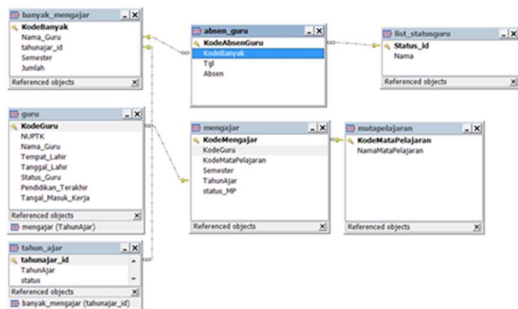 banyak_mengajar
KodeBanyak
Nama_Guru
tahunajar_id
Semester
Jumlah
Referenced objects
absen_guru
KodeAbsenGuru
KodeBanyak
Tgl
Absen
list_statusguru
Status_id
Nama
Referenced objects
guru
KodeGuru
NUPTK
Nama_Guru
Tempat_Lahir
Tanggal_Lahir
Status_Guru
Pendidikan_Terakhir
Tangal_Masuk_Kerja
Referenced objects
mengajar (TahunAjar)
mengajar
KodeMengajar
KodeGuru
KodeMataPelajaran
Semester
TahunAjar
status_MP
Referenced objects
matapelajaran
KodeMataPelajaran
NamaMataPelajaran
Referenced objects
tahun_ajar
tahunajar_id
TahunAjar
status
Referenced objects
banyak_mengajar (tahunajar_id)